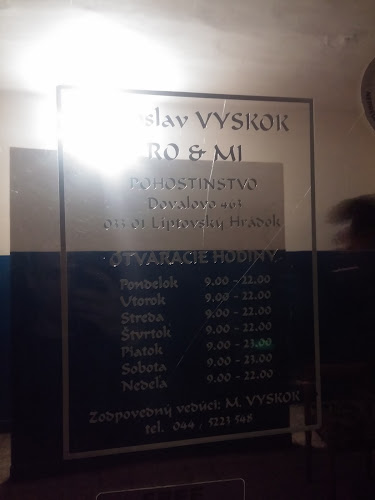 VYSKOK
RO & MI
POHOSTINSTVO
Dovalovo 463
033 01 Liptovský Hrádok
OTVÁRACIE HODINY
Pondelok 9.00 - 22.00
Utorok 9.00 - 22.00
Streda 9.00 - 22.00
Štvrtok 9.00 - 22.00
Piatok 9.00 - 23.00
Sobota 9.00 - 23.00
Nedeľa 9.00 - 22.00
Zodpovedný vedúci: M. VYSKOK
tel. 044 / 5223 548